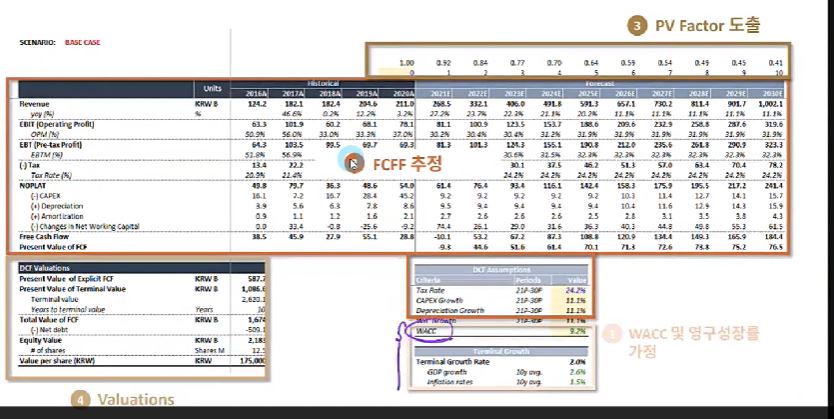 3 PV Factor 도출
SCENARIO: BASE CASE
1.00 0.92 0.84 0.77 0.70 0.64 0.59 0.54 0.49 0.45 0.41
0 1 2 3 4 5 6 7 8 9 10
Units Historical Forecast
2016A 2017A 2018A 2019A 2020A 2021E 2022E 2023E 2024E 2025E 2026E 2027E 2028E 2029E 2030E
Revenue KRW B 124.2 182.1 182.4 204.6 211.0 268.5 332.1 406.0 491.8 591.3 657.1 730.2 811.4 901.7 1,002.1
yoy (%) % 46.6% 0.2% 12.2% 3.2% 27.2% 23.7% 22.3% 21.1% 20.2% 11.1% 11.1% 11.1% 11.1% 11.1%
EBIT (Operating Profit) 63.3 101.9 60.2 68.1 78.1 81.1 100.9 123.5 153.7 188.6 209.6 232.9 258.8 287.6 319.6
OPM (%) 50.9% 56.0% 33.0% 33.3% 37.0% 30.2% 30.4% 30.4% 31.2% 31.9% 31.9% 31.9% 31.9% 31.9% 31.9%
EBT (Pre-tax Profit) 64.3 103.5 99.5 69.7 69.3 81.3 101.3 124.3 155.1 190.8 212.0 235.6 261.8 290.9 323.3
EBTM (%) 51.8% 56.9% 30.6% 31.5% 32.3% 32.3% 32.3% 32.3% 32.3% 32.3%
(-) Tax 13.4 22.2 30.1 37.5 46.2 51.3 57.0 63.4 70.4 78.2
Tax Rate (%) 20.9% 21.4% 24.2% 24.2% 24.2% 24.2% 24.2% 24.2% 24.2% 24.2%
FCFF 추정
NOPLAT 49.8 79.7 36.3 48.6 54.0 61.4 76.4 93.4 116.1 142.4 158.3 175.9 195.5 217.2 241.4
(-) CAPEX 16.1 7.2 16.7 28.4 45.2 9.2 9.2 9.2 9.2 9.2 10.3 11.4 12.7 14.1 15.7
(+) Depreciation 3.9 5.6 6.3 7.8 8.6 9.5 9.4 9.4 9.4 9.4 10.4 11.6 12.9 14.3 15.9
(+) Amortization 0.9 1.1 1.2 1.6 2.1 2.7 2.6 2.6 2.6 2.5 2.8 3.1 3.5 3.8 4.3
(-) Changes in Net Working Capital 0.0 33.4 -0.8 -25.6 -9.2 74.4 26.1 29.0 31.6 36.3 40.3 44.8 49.8 55.3 61.5
Free Cash Flow 38.5 45.9 27.9 55.1 28.8 -10.1 53.2 67.2 87.3 108.8 120.9 134.4 149.3 165.9 184.4
Present Value of FCF -9.3 44.6 51.6 61.4 70.1 71.3 72.6 73.8 75.2 76.5
DCF Valuations
Present Value of Explicit FCF KRW B 587.
Present Value of Terminal Value KRW B 1,086.
Terminal value 2,620.
Years to terminal value Years 10
Total Value of FCF KRW B 1,674
(-) Net debt -509.
Equity Value KRW B 2,183
# of shares Shares M 12.
Value per share (KRW) KRW 175,000
4 Valuations
DCF Assumptions
Criteria Periods Value
Tax Rate 21P-30P 24.2%
CAPEX Growth 21P-30P 11.1%
Depreciation Growth 21P-30P 11.1%
Growth 21P-30P 11.1%
WACC 9.2%
Terminal Growth
Terminal Growth Rate 2.0%
GDP growth 10y avg. 2.6%
Inflation rates 10y avg. 1.5%
1 WACC 및 영구성장률
가정